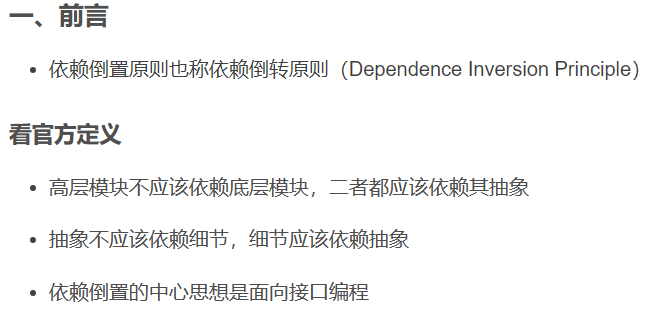 一、前言
依赖倒置原则也称依赖倒转原则（Dependence Inversion Principle）
看官方定义
高层模块不应该依赖底层模块，二者都应该依赖其抽象
抽象不应该依赖细节，细节应该依赖抽象
依赖倒置的中心思想是面向接口编程